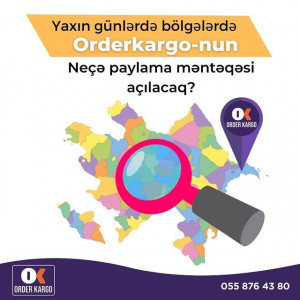 Yaxın günlərdə bölgələrdə
Orderkargo-nun
Neçə paylama məntəqəsi
açılacaq?
OK
ORDER KARGO
OK
ORDER KARGO
055 876 43 80